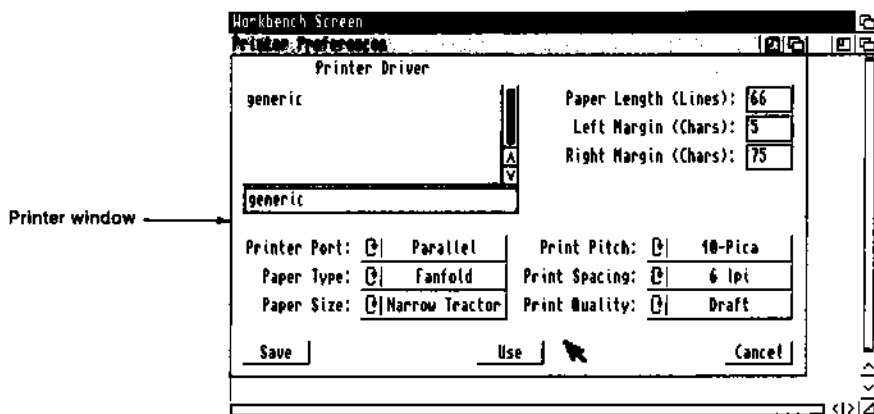 Workbench Screen
Printer Preferences
Printer Driver
generic
Paper Length (Lines): 66
Left Margin (Chars): 5
Right Margin (Chars): 75
generic
Printer window
Printer Port: Parallel Print Pitch: 10-Pica
Paper Type: Fanfold Print Spacing: 6 lpi
Paper Size: Narrow Tractor Print Quality: Draft
Save Use Cancel